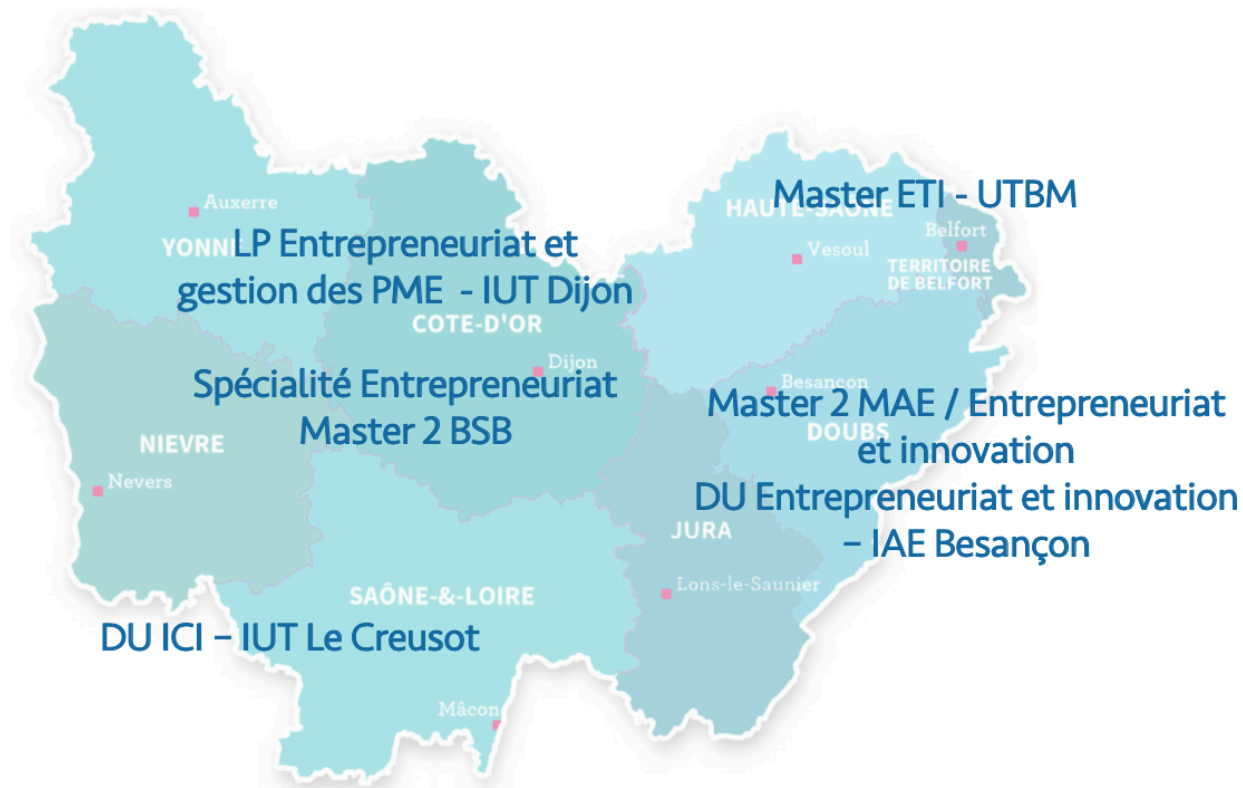 Auxerre
YONNE
LP Entrepreneuriat et
gestion des PME - IUT Dijon
COTE-D'OR
Dijon
Spécialité Entrepreneuriat
Master 2 BSB
NIEVRE
Nevers
Master ETI - UTBM
HAUTE-SAÔNE
Belfort
Vesoul
TERRITOIRE
DE BELFORT
Besançon
Master 2 MAE / Entrepreneuriat
DOUBS
et innovation
DU Entrepreneuriat et innovation
– IAE Besançon
JURA
Lons-le-Saunier
SAÔNE-&-LOIRE
DU ICI – IUT Le Creusot
Mâcon